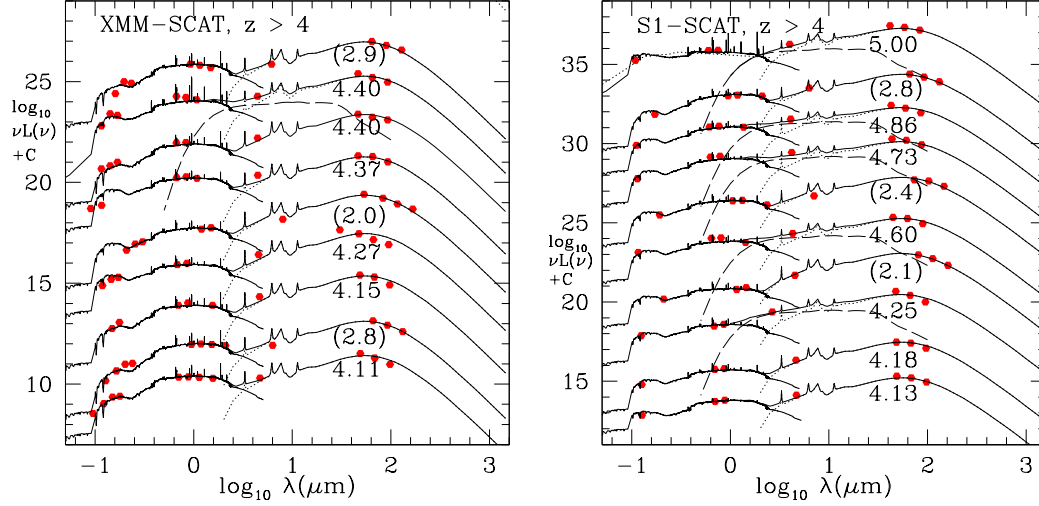 XMM-SCAT, z > 4
25
20
15
10
log₁₀
νL(ν)
+C
(2.9)
4.40
4.40
4.37
(2.0)
4.27
4.15
(2.8)
4.11
−1 0 1 2 3
log₁₀ λ(μm)
S1-SCAT, z > 4
35
30
25
20
15
log₁₀
νL(ν)
+C
5.00
(2.8)
4.86
4.73
(2.4)
4.60
(2.1)
4.25
4.18
4.13
−1 0 1 2 3
log₁₀ λ(μm)